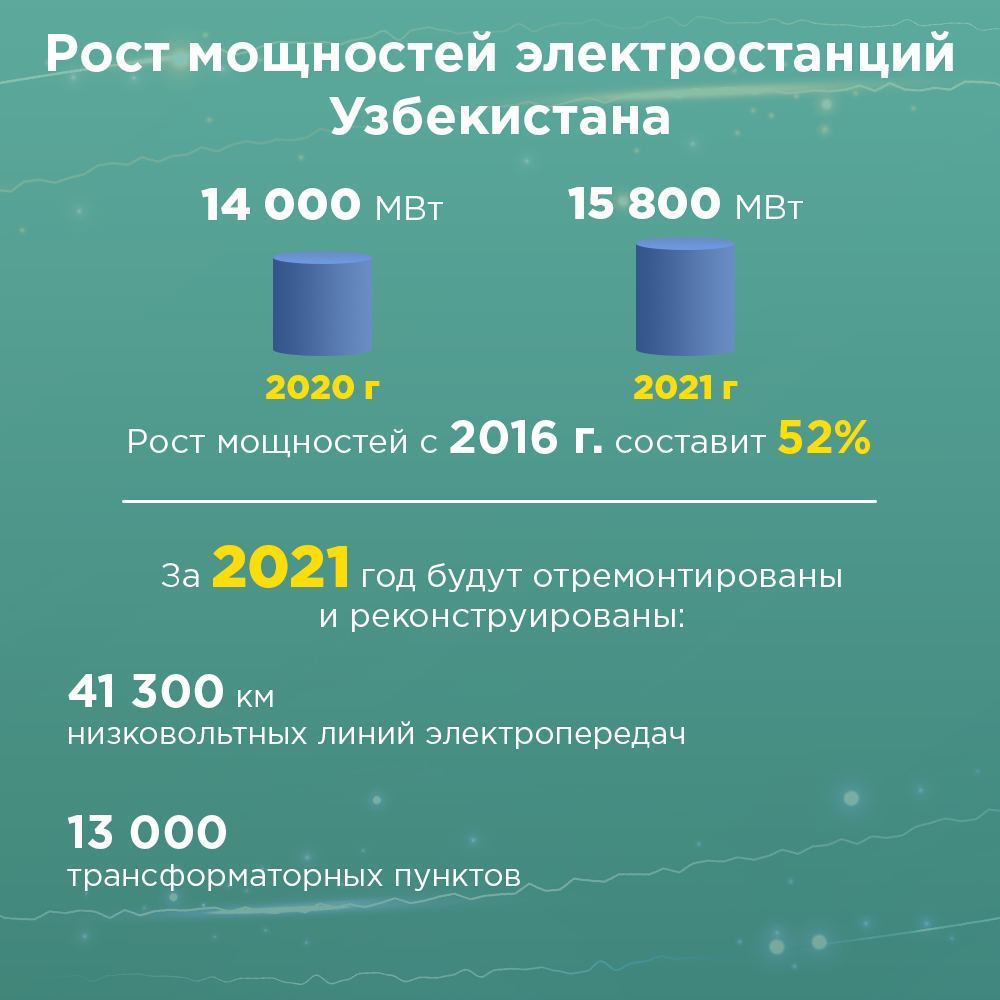 Рост мощностей электростанций
Узбекистана
14 000 МВт
15 800 МВт
2020 г
2021 г
Рост мощностей с 2016 г. составит 52%
За 2021 год будут отремонтированы
и реконструированы:
41 300 км
низковольтных линий электропередач
13 000
трансформаторных пунктов